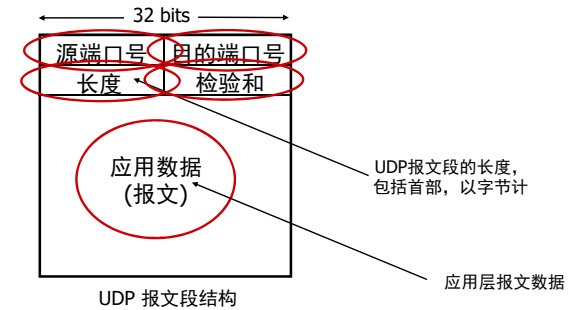 32 bits
源端口号 目的端口号
长度 检验和
应用数据
(报文)
UDP报文段的长度，
包括首部，以字节计
应用层报文数据
UDP 报文段结构